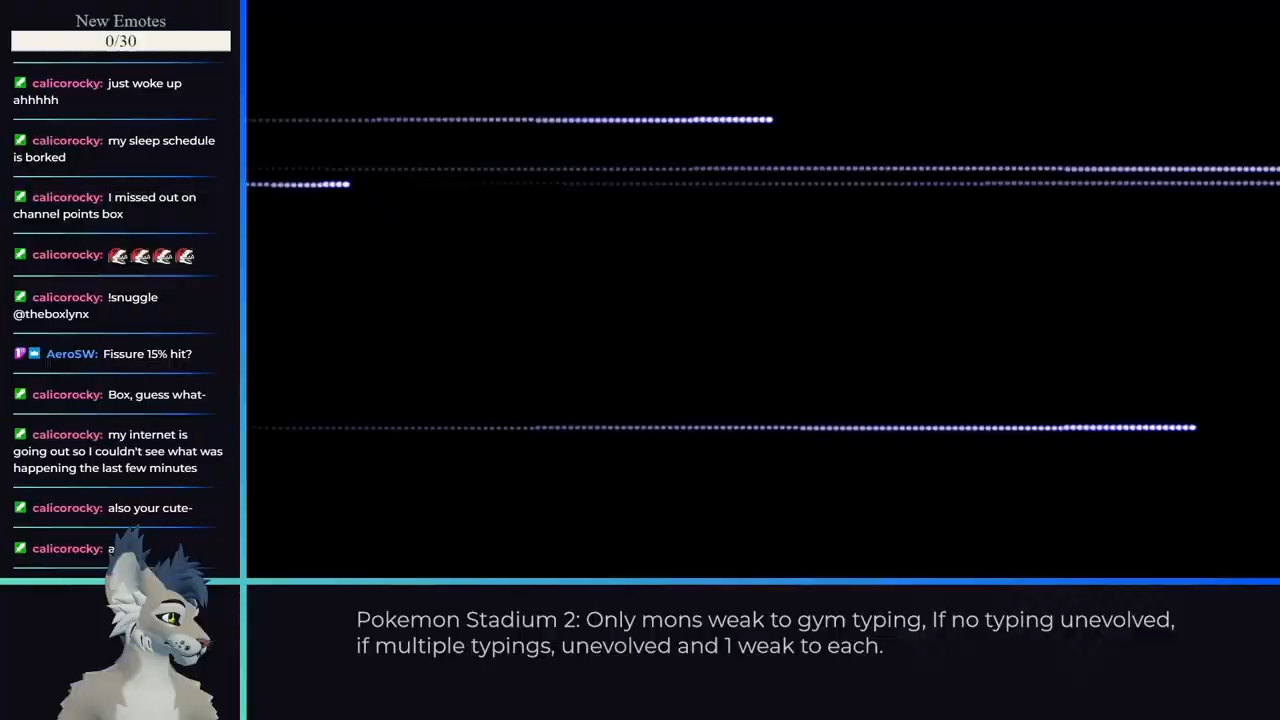 New Emotes
0/30
calicorocky: just woke up
ahhhhh
calicorocky: my sleep schedule
is borked
calicorocky: I missed out on
channel points box
calicorocky:
calicorocky: !snuggle
@theboxlynx
AeroSW: Fissure 15% hit?
calicorocky: Box, guess what-
calicorocky: my internet is
going out so I couldn't see what was
happening the last few minutes
calicorocky: also your cute-
calicorocky: a
Pokemon Stadium 2: Only mons weak to gym typing, If no typing unevolved,
if multiple typings, unevolved and 1 weak to each.